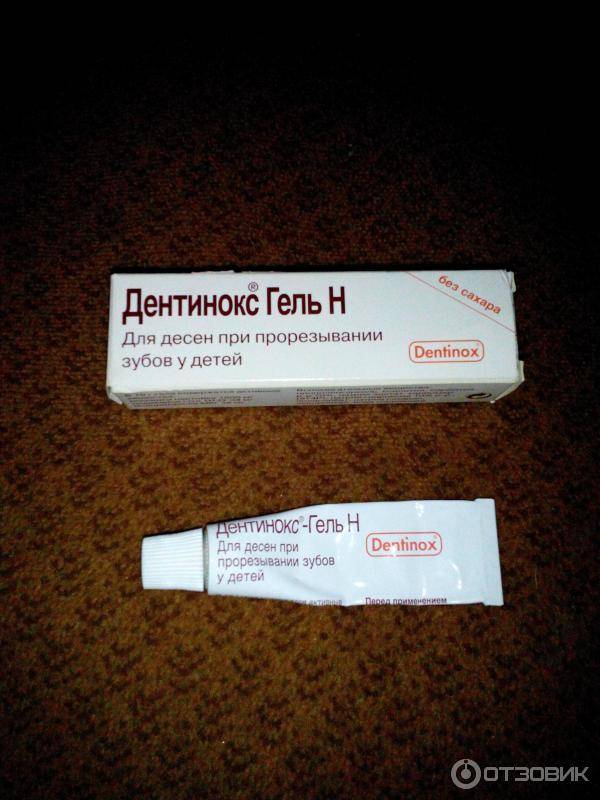 Дентинокс® Гель Н
без сахара
Для десен при прорезывании
зубов у детей
Dentinox®
Дентинокс®-Гель Н
Для десен при
прорезывании зубов
у детей
Dentinox®
активные
Перед применением
ОТЗОВИК